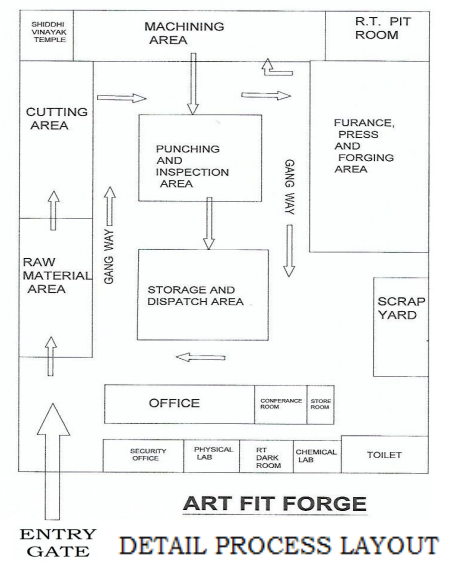 SHIDDHI
VINAYAK
TEMPLE
MACHINING
AREA
R.T. PIT
ROOM
CUTTING
AREA
PUNCHING
AND
INSPECTION
AREA
FURANCE,
PRESS
AND
FORGING
AREA
GANG WAY
GANG WAY
RAW
MATERIAL
AREA
STORAGE AND
DISPATCH AREA
SCRAP
YARD
OFFICE
CONFERANCE
ROOM
STORE
ROOM
SECURITY
OFFICE
PHYSICAL
LAB
RT
DARK
ROOM
CHEMICAL
LAB
TOILET
ART FIT FORGE
ENTRY
GATE
DETAIL PROCESS LAYOUT